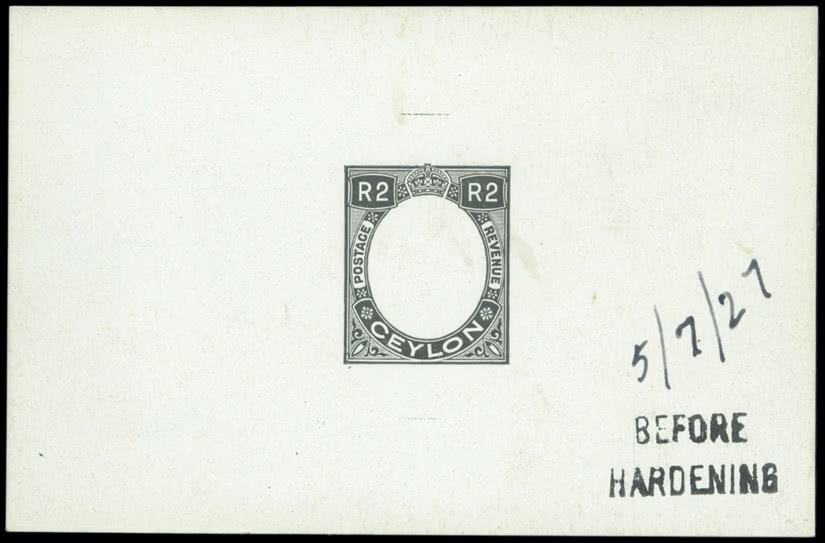 R2 R2
POSTAGE
REVENUE
CEYLON
5/7/27
BEFORE
HARDENING